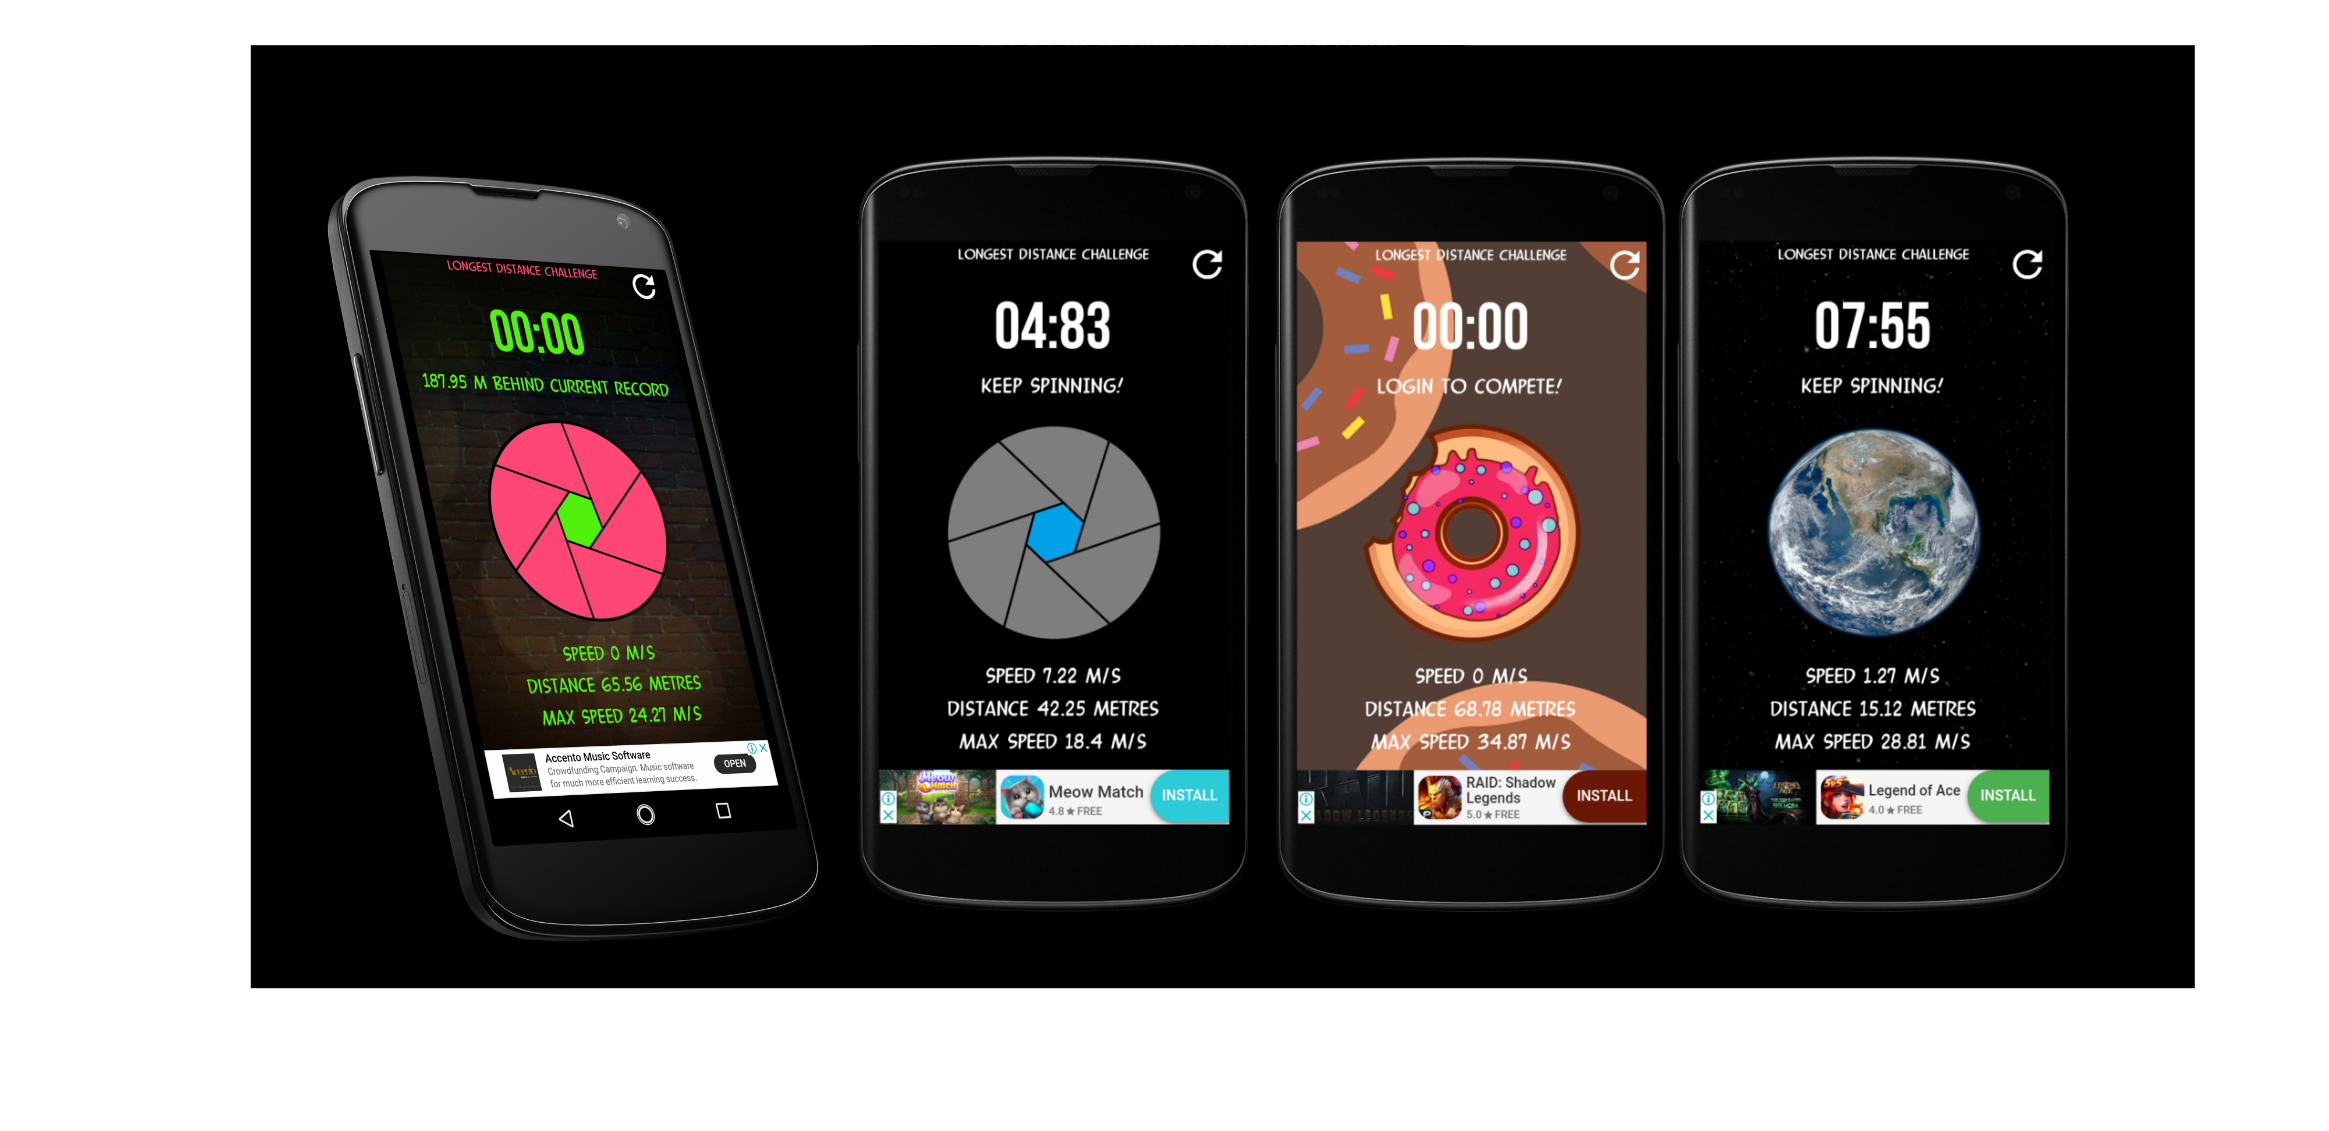 LONGEST DISTANCE CHALLENGE
00:00
187.95 M BEHIND CURRENT RECORD
SPEED 0 M/S
DISTANCE 65.56 METRES
MAX SPEED 24.27 M/S
Accento Music Software
Crowdfunding Campaign. Music software
for much more efficient learning success.
OPEN
LONGEST DISTANCE CHALLENGE
04:83
KEEP SPINNING!
SPEED 7.22 M/S
DISTANCE 42.25 METRES
MAX SPEED 18.4 M/S
Meow Match
Meow Match
4.8 ★ FREE
INSTALL
LONGEST DISTANCE CHALLENGE
00:00
LOGIN TO COMPETE!
SPEED 0 M/S
DISTANCE 68.78 METRES
MAX SPEED 34.87 M/S
RAID: Shadow
Legends
5.0 ★ FREE
INSTALL
LONGEST DISTANCE CHALLENGE
07:55
KEEP SPINNING!
SPEED 1.27 M/S
DISTANCE 15.12 METRES
MAX SPEED 28.81 M/S
Legend of Ace
4.0 ★ FREE
INSTALL